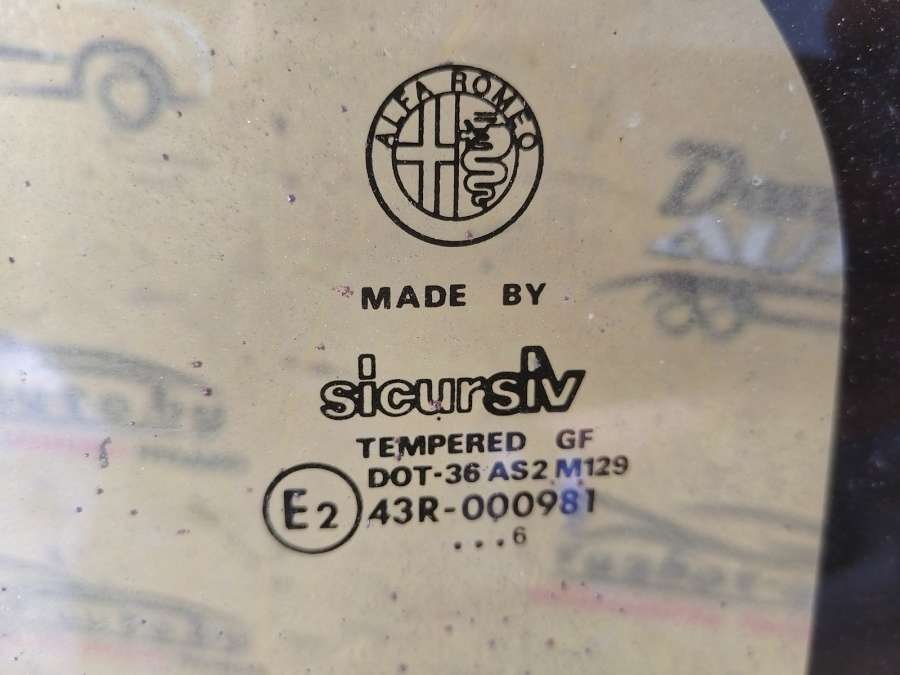 ALFA ROMEO
MADE BY
sicursiv
TEMPERED GF
DOT-36 AS2 M129
E2
43R-000981
...6